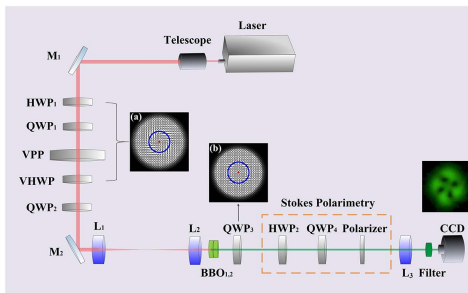 Laser
Telescope
M1
HWP1
QWP1
VPP
VHWP
QWP2
M2
L1
(a)
(b)
L2
BBO1,2
QWP3
Stokes Polarimetry
HWP2
QWP4
Polarizer
L3
Filter
CCD